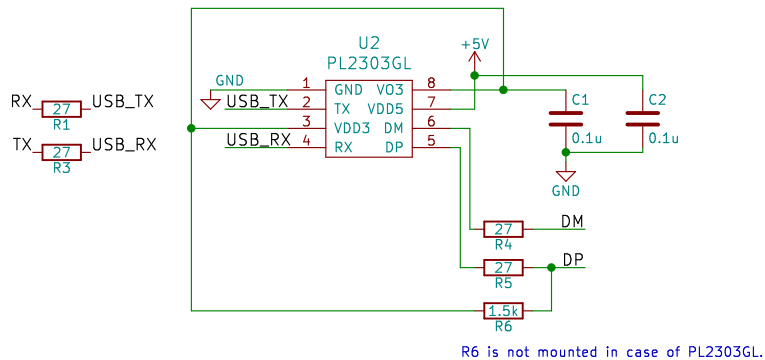 U2
PL2303GL
+5V
GND
1 GND VO3 8
USB_TX 2 TX VDD5 7
3 VDD3 DM 6
USB_RX 4 RX DP 5
RX 27 USB_TX
R1
TX 27 USB_RX
R3
C1 C2
0.1u 0.1u
GND
27 DM
R4
27 DP
R5
1.5k
R6
R6 is not mounted in case of PL2303GL.